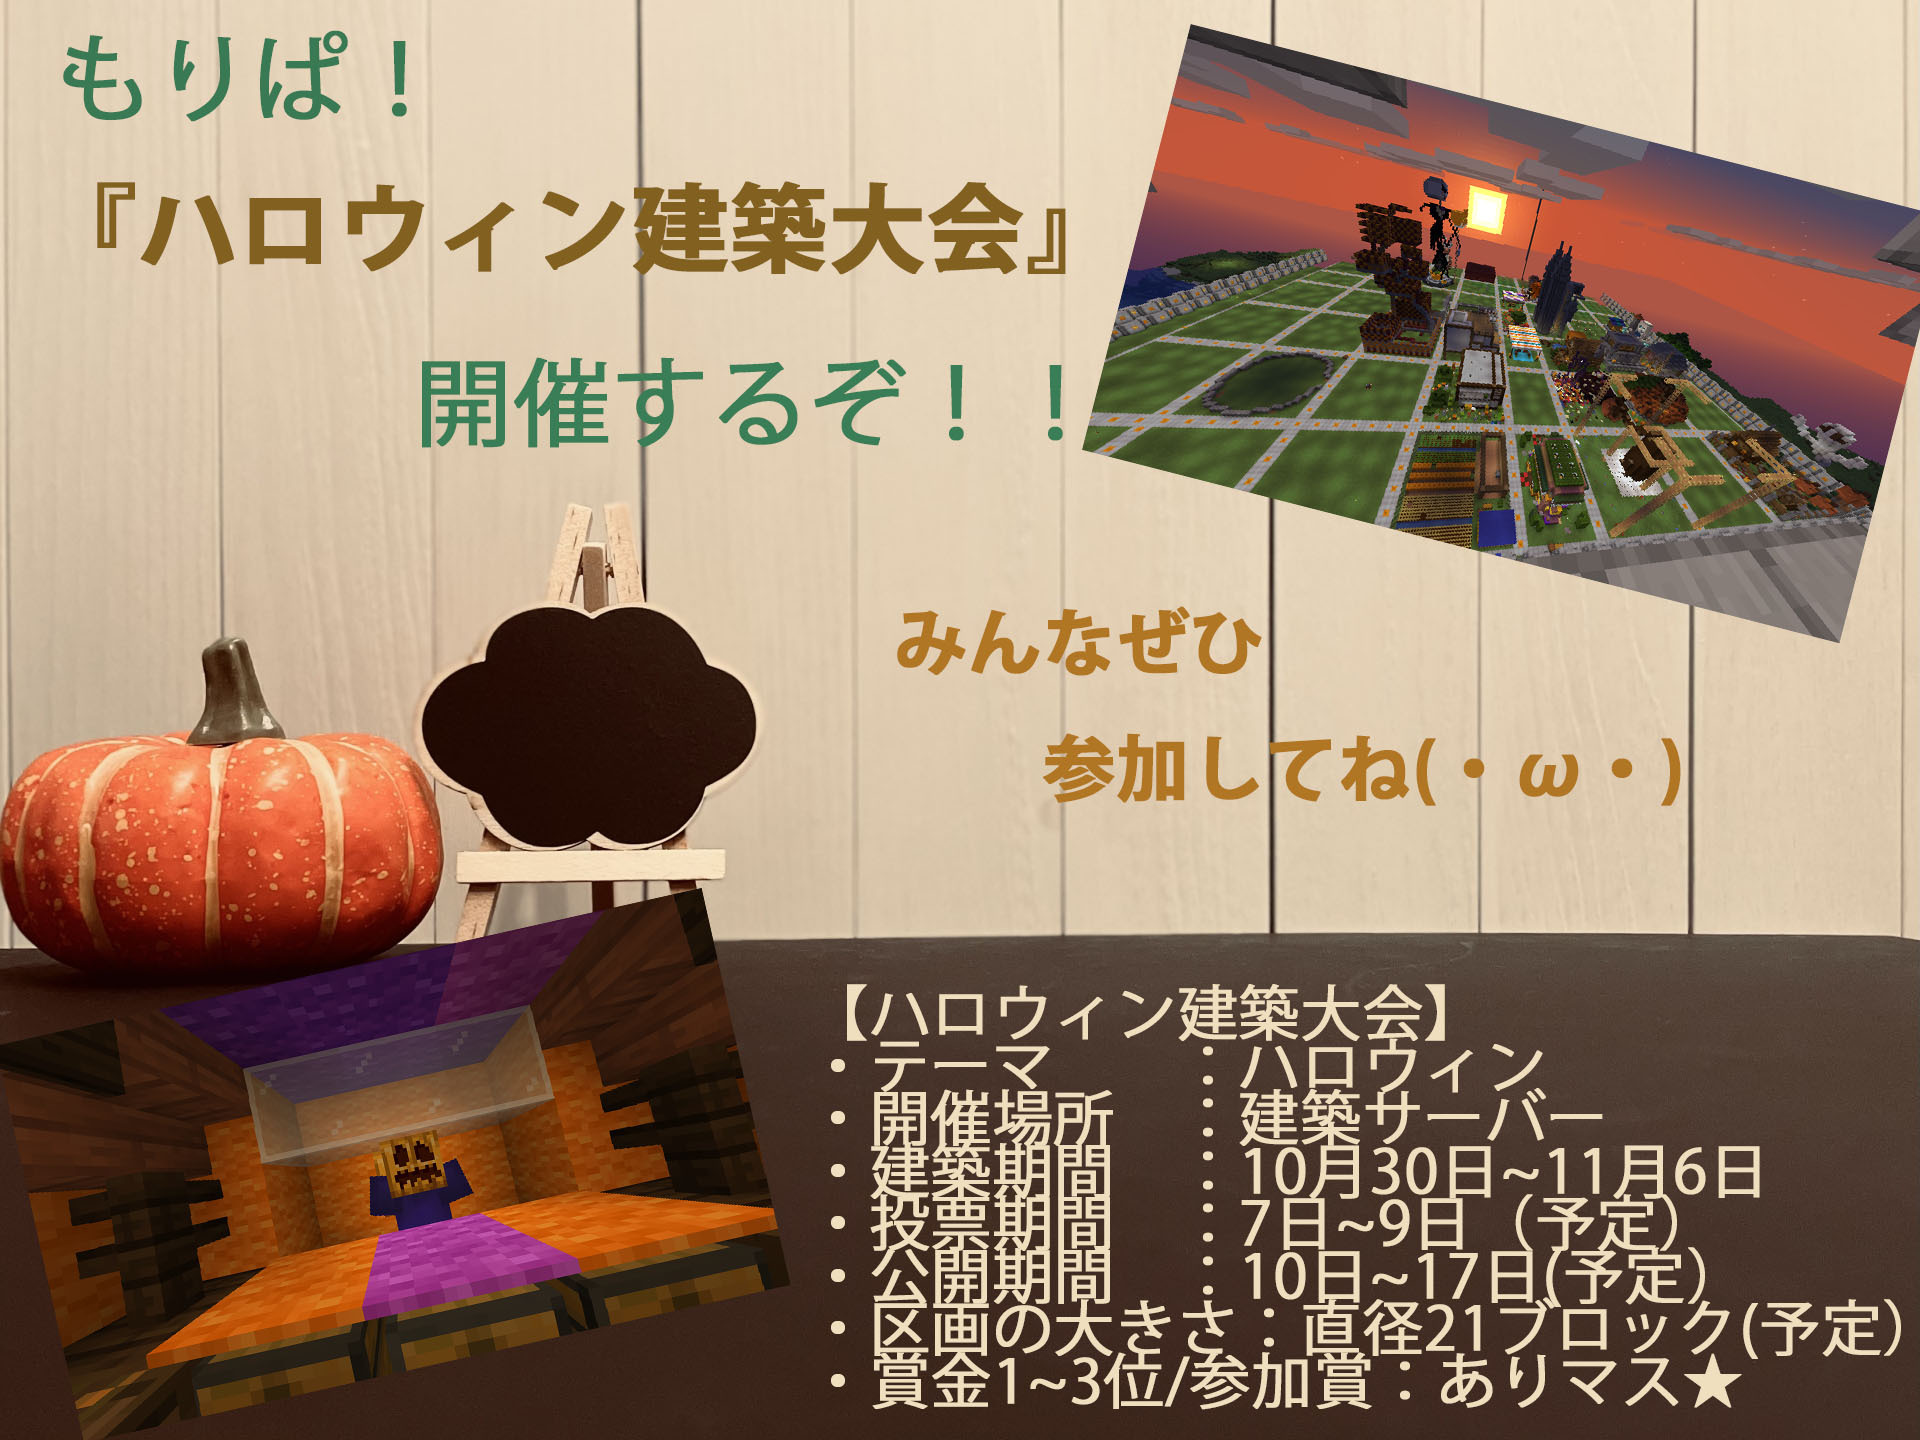 もりぱ！
『ハロウィン建築大会』
開催するぞ！！
みんなぜひ
参加してね(・ω・)
【ハロウィン建築大会】
・テーマ　　：ハロウィン
・開催場所　：建築サーバー
・建築期間　：10月30日~11月6日
・投票期間　：7日~9日（予定）
・公開期間　：10日~17日(予定）
・区画の大きさ：直径21ブロック(予定）
・賞金1~3位/参加賞：ありマス★